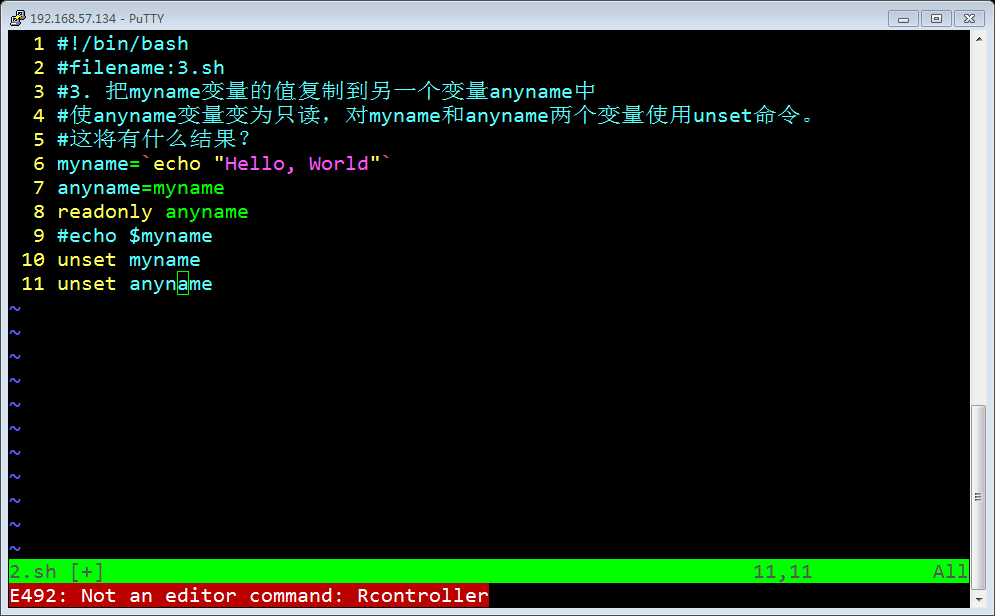 192.168.57.134 - PuTTY
1 #!/bin/bash
2 #filename:3.sh
3 #3. 把myname变量的值复制到另一个变量anyname中
4 #使anyname变量变为只读，对myname和anyname两个变量使用unset命令。
5 #这将有什么结果？
6 myname=`echo "Hello, World"`
7 anyname=myname
8 readonly anyname
9 #echo $myname
10 unset myname
11 unset anyname
~
~
~
~
~
~
~
~
~
~
~
2.sh [+] 11,11 All
E492: Not an editor command: Rcontroller